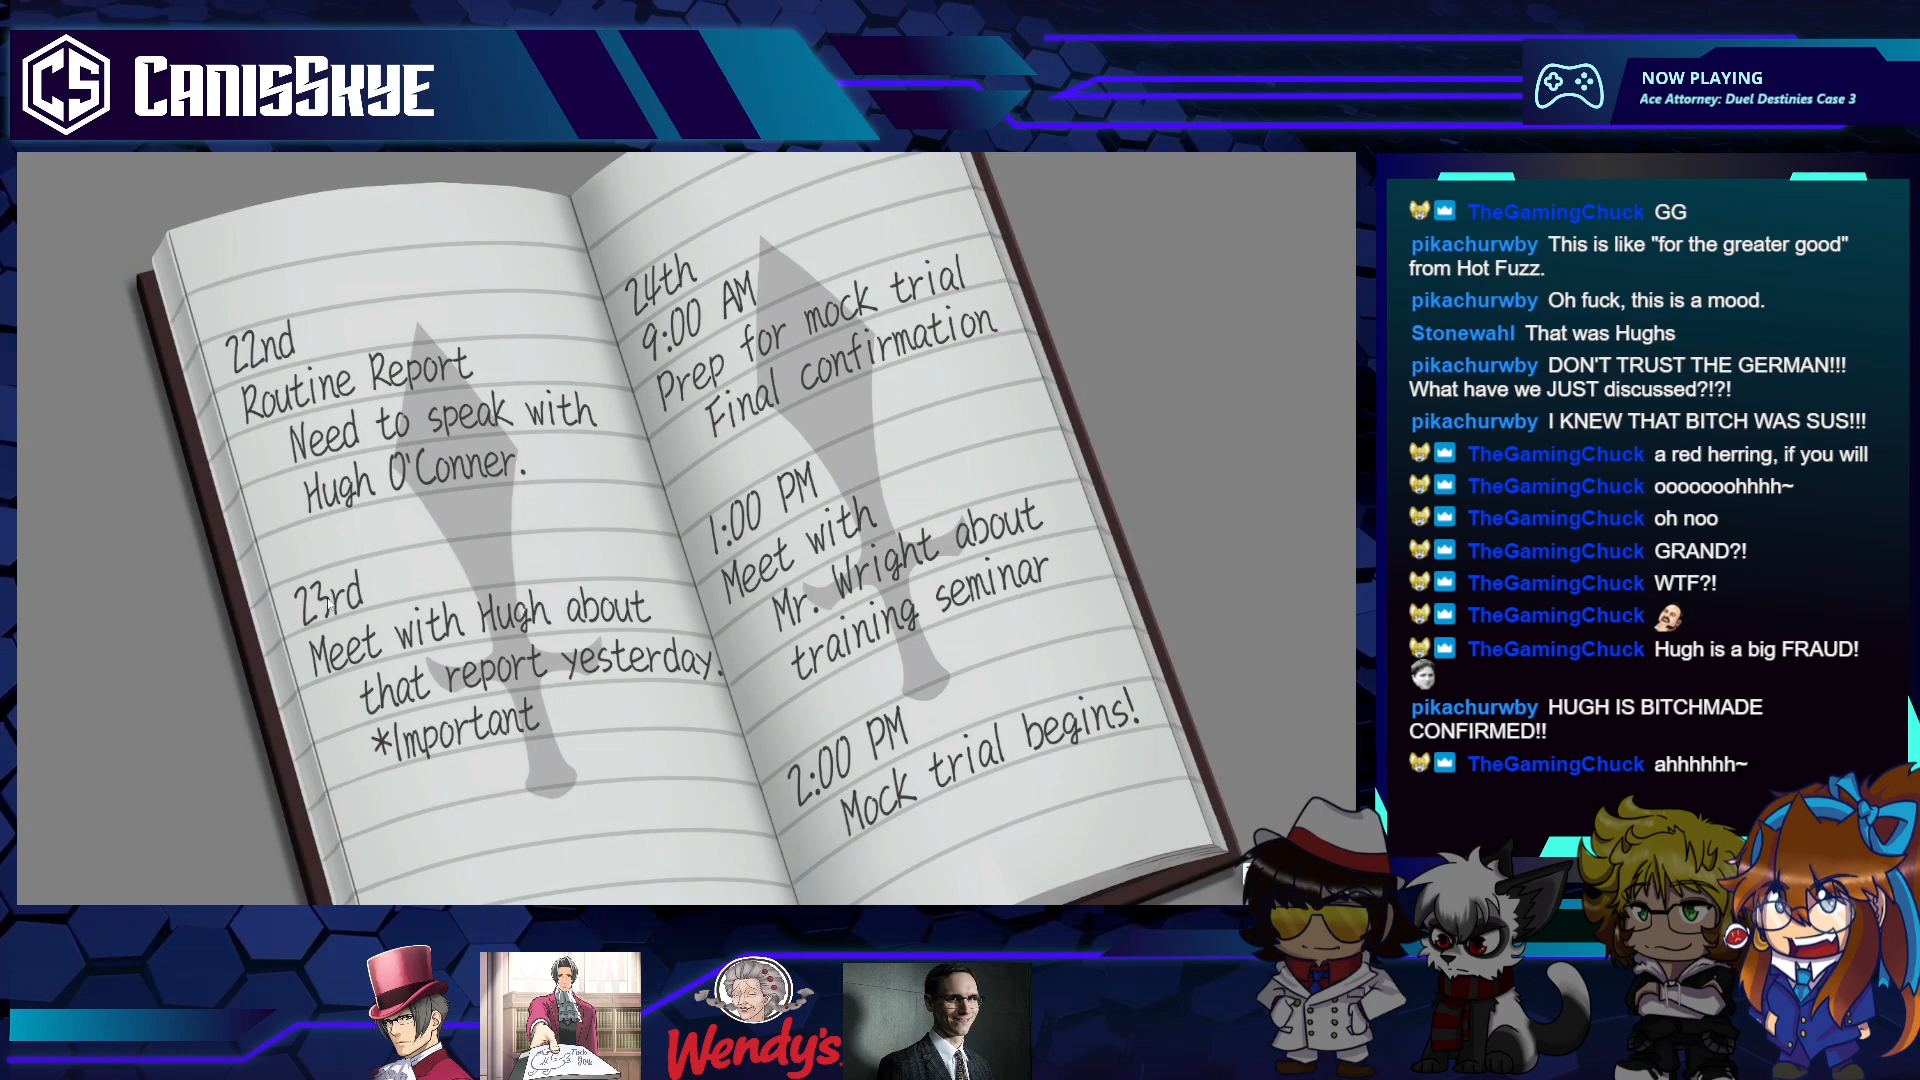 CS CANISSKYE
NOW PLAYING
Ace Attorney: Duel Destinies Case 3
22nd
Routine Report
Need to speak with
Hugh O'Conner.
23rd
Meet with Hugh about
that report yesterday.
*Important
24th
9:00 AM
Prep for mock trial
Final confirmation
1:00 PM
Meet with
Mr. Wright about
training seminar
2:00 PM
Mock trial begins!
TheGamingChuck GG
pikachurwby This is like "for the greater good"
from Hot Fuzz.
pikachurwby Oh fuck, this is a mood.
Stonewahl That was Hughs
pikachurwby DON'T TRUST THE GERMAN!!!
What have we JUST discussed?!?!
pikachurwby I KNEW THAT BITCH WAS SUS!!!
TheGamingChuck a red herring, if you will
TheGamingChuck ooooooohhhh~
TheGamingChuck oh noo
TheGamingChuck GRAND?!
TheGamingChuck WTF?!
TheGamingChuck
TheGamingChuck Hugh is a big FRAUD!
pikachurwby HUGH IS BITCHMADE
CONFIRMED!!
TheGamingChuck ahhhhhh~
Fuck
You
Wendy's